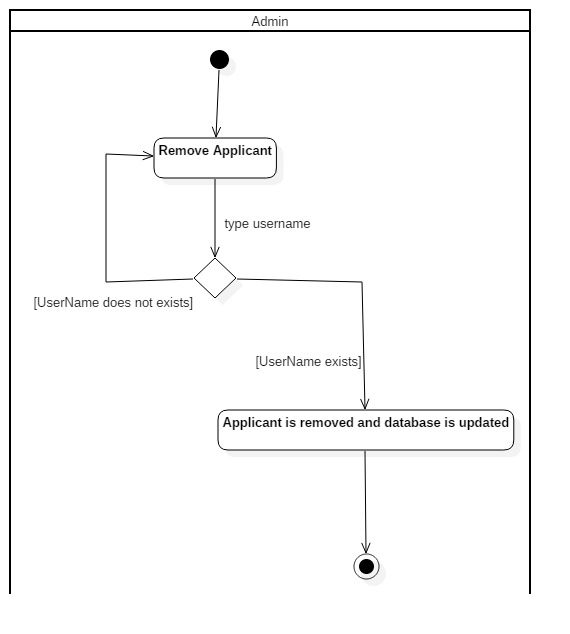 Admin
Remove Applicant
type username
[UserName does not exists]
[UserName exists]
Applicant is removed and database is updated